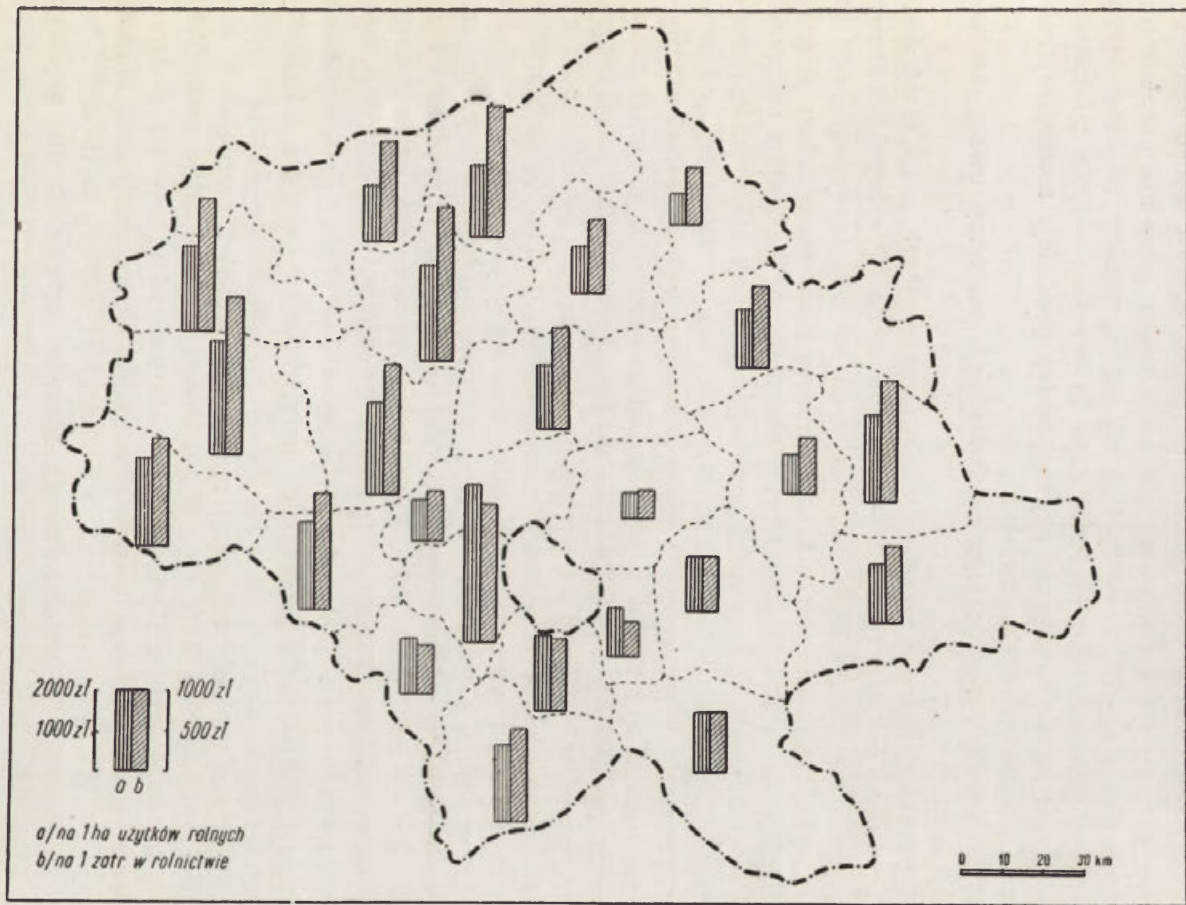 2000 zł 1000 zł
1000 zł 500 zł
a b
a/na 1 ha użytków rolnych
b/na 1 zatr w rolnictwie
0 10 20 30 km